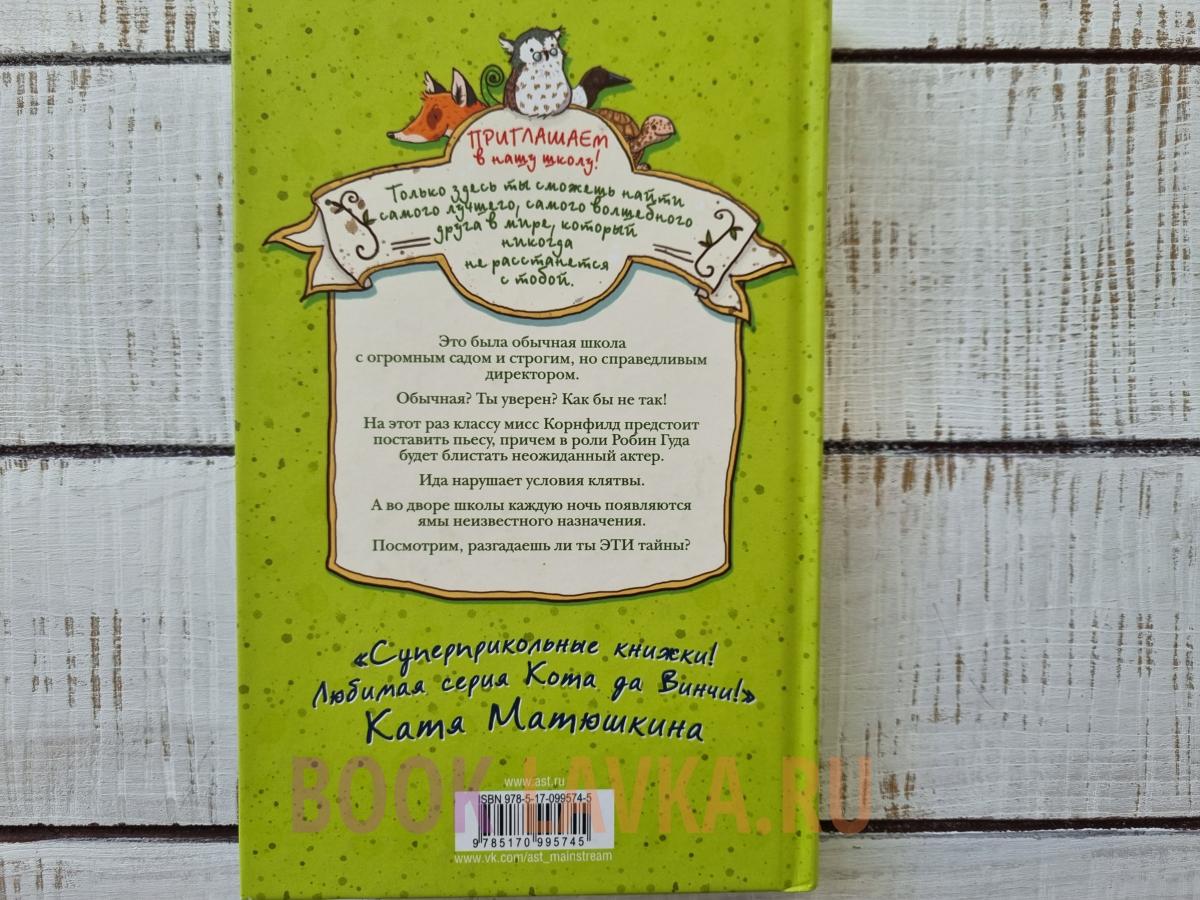 ПРИГЛАШАЕМ
в нашу школу!
Только здесь ты сможешь найти
самого лучшего, самого волшебного
друга в мире, который
никогда
не расстанется
с тобой.
Это была обычная школа
с огромным садом и строгим, но справедливым
директором.
Обычная? Ты уверен? Как бы не так!
На этот раз классу мисс Корнфилд предстоит
поставить пьесу, причем в роли Робин Гуда
будет блистать неожиданный актер.
Ида нарушает условия клятвы.
А во дворе школы каждую ночь появляются
ямы неизвестного назначения.
Посмотрим, разгадаешь ли ты ЭТИ тайны?
«Суперприкольные книжки!
Любимая серия Кота да Винчи!»
Катя Матюшкина
BOOK-LAVKA.RU
www.ast.ru
ISBN 978-5-17-099574-5
9 785170 995745
www.vk.com/ast_mainstream